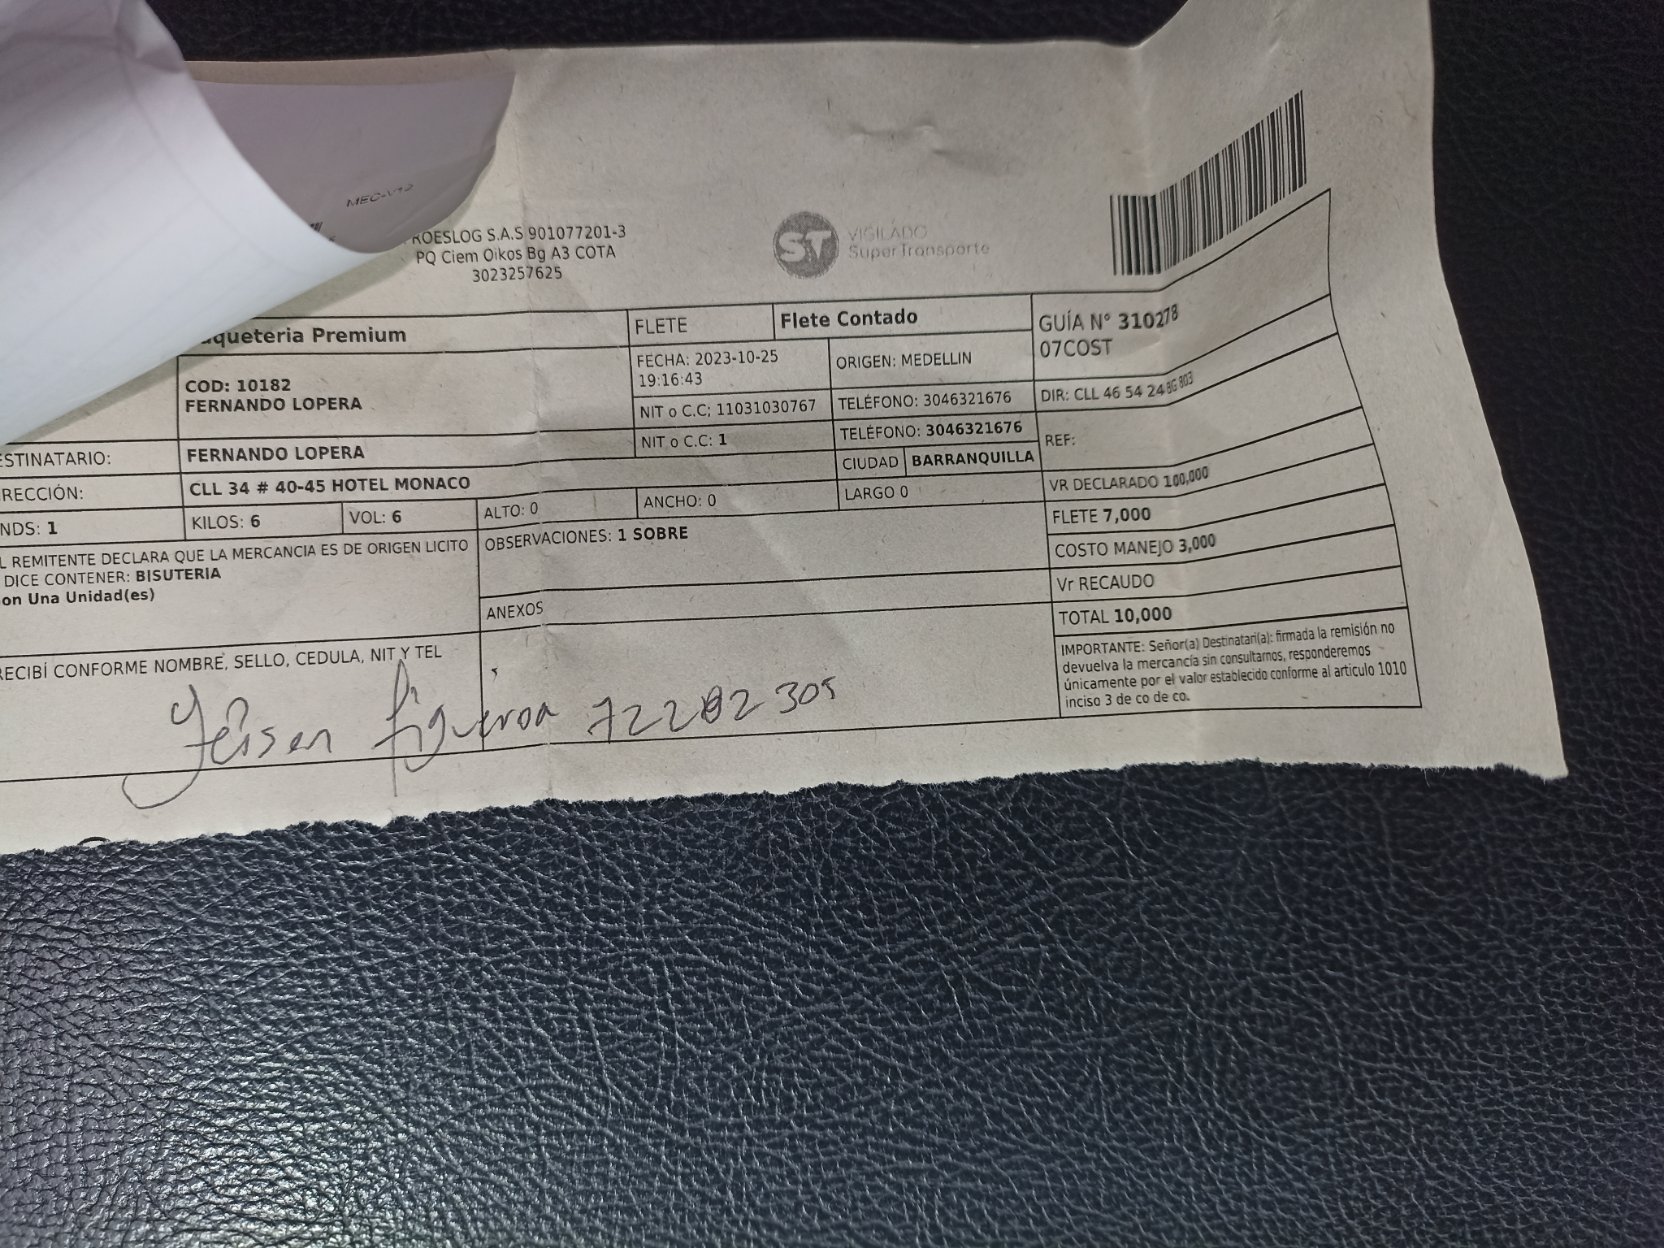 MEC-V12
ROESLOG S.A.S 901077201-3
PQ Ciem Oikos Bg A3 COTA
3023257625
ST VIGILADO
SuperTransporte
queteria Premium
FLETE
Flete Contado
GUÍA N° 310278
07COST
COD: 10182
FERNANDO LOPERA
FECHA: 2023-10-25
19:16:43
ORIGEN: MEDELLIN
NIT o C.C: 11031030767
TELÉFONO: 3046321676
DIR: CLL 46 54 24 BG 803
ESTINATARIO:
FERNANDO LOPERA
NIT o C.C: 1
TELÉFONO: 3046321676
REF:
RECCIÓN:
CLL 34 # 40-45 HOTEL MONACO
CIUDAD BARRANQUILLA
VR DECLARADO 100,000
NDS: 1
KILOS: 6
VOL: 6
ALTO: 0
ANCHO: 0
LARGO 0
FLETE 7,000
L REMITENTE DECLARA QUE LA MERCANCIA ES DE ORIGEN LICITO
DICE CONTENER: BISUTERIA
on Una Unidad(es)
OBSERVACIONES: 1 SOBRE
COSTO MANEJO 3,000
Vr RECAUDO
ANEXOS
TOTAL 10,000
IMPORTANTE: Señor(a) Destinatari(a): firmada la remisión no
devuelva la mercancía sin consultarnos, responderemos
únicamente por el valor establecido conforme al articulo 1010
inciso 3 de co de co.
RECIBÍ CONFORME NOMBRE, SELLO, CEDULA, NIT Y TEL
Yeisen figueroa 72282305